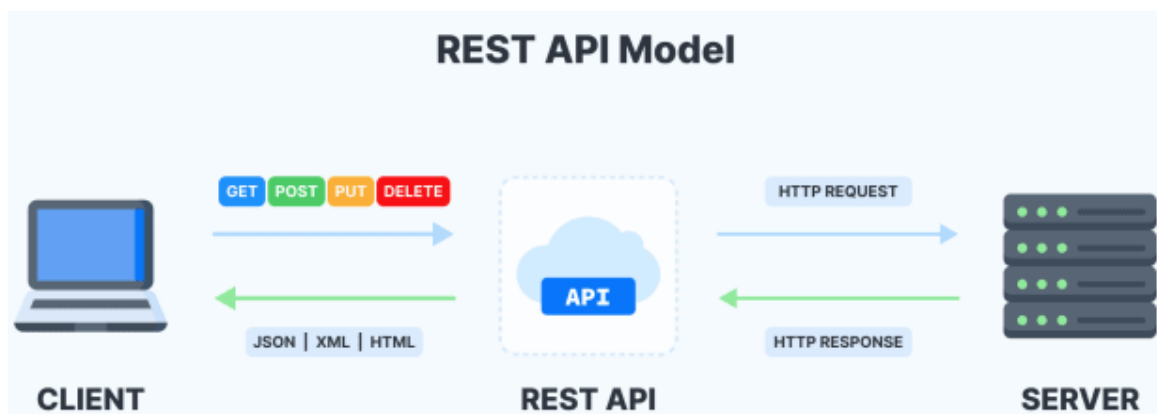 REST API Model
GET POST PUT DELETE
HTTP REQUEST
API
JSON | XML | HTML
HTTP RESPONSE
CLIENT
REST API
SERVER